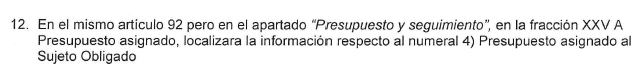 12. En el mismo artículo 92 pero en el apartado "Presupuesto y seguimiento", en la fracción XXV A
Presupuesto asignado, localizara la información respecto al numeral 4) Presupuesto asignado al
Sujeto Obligado